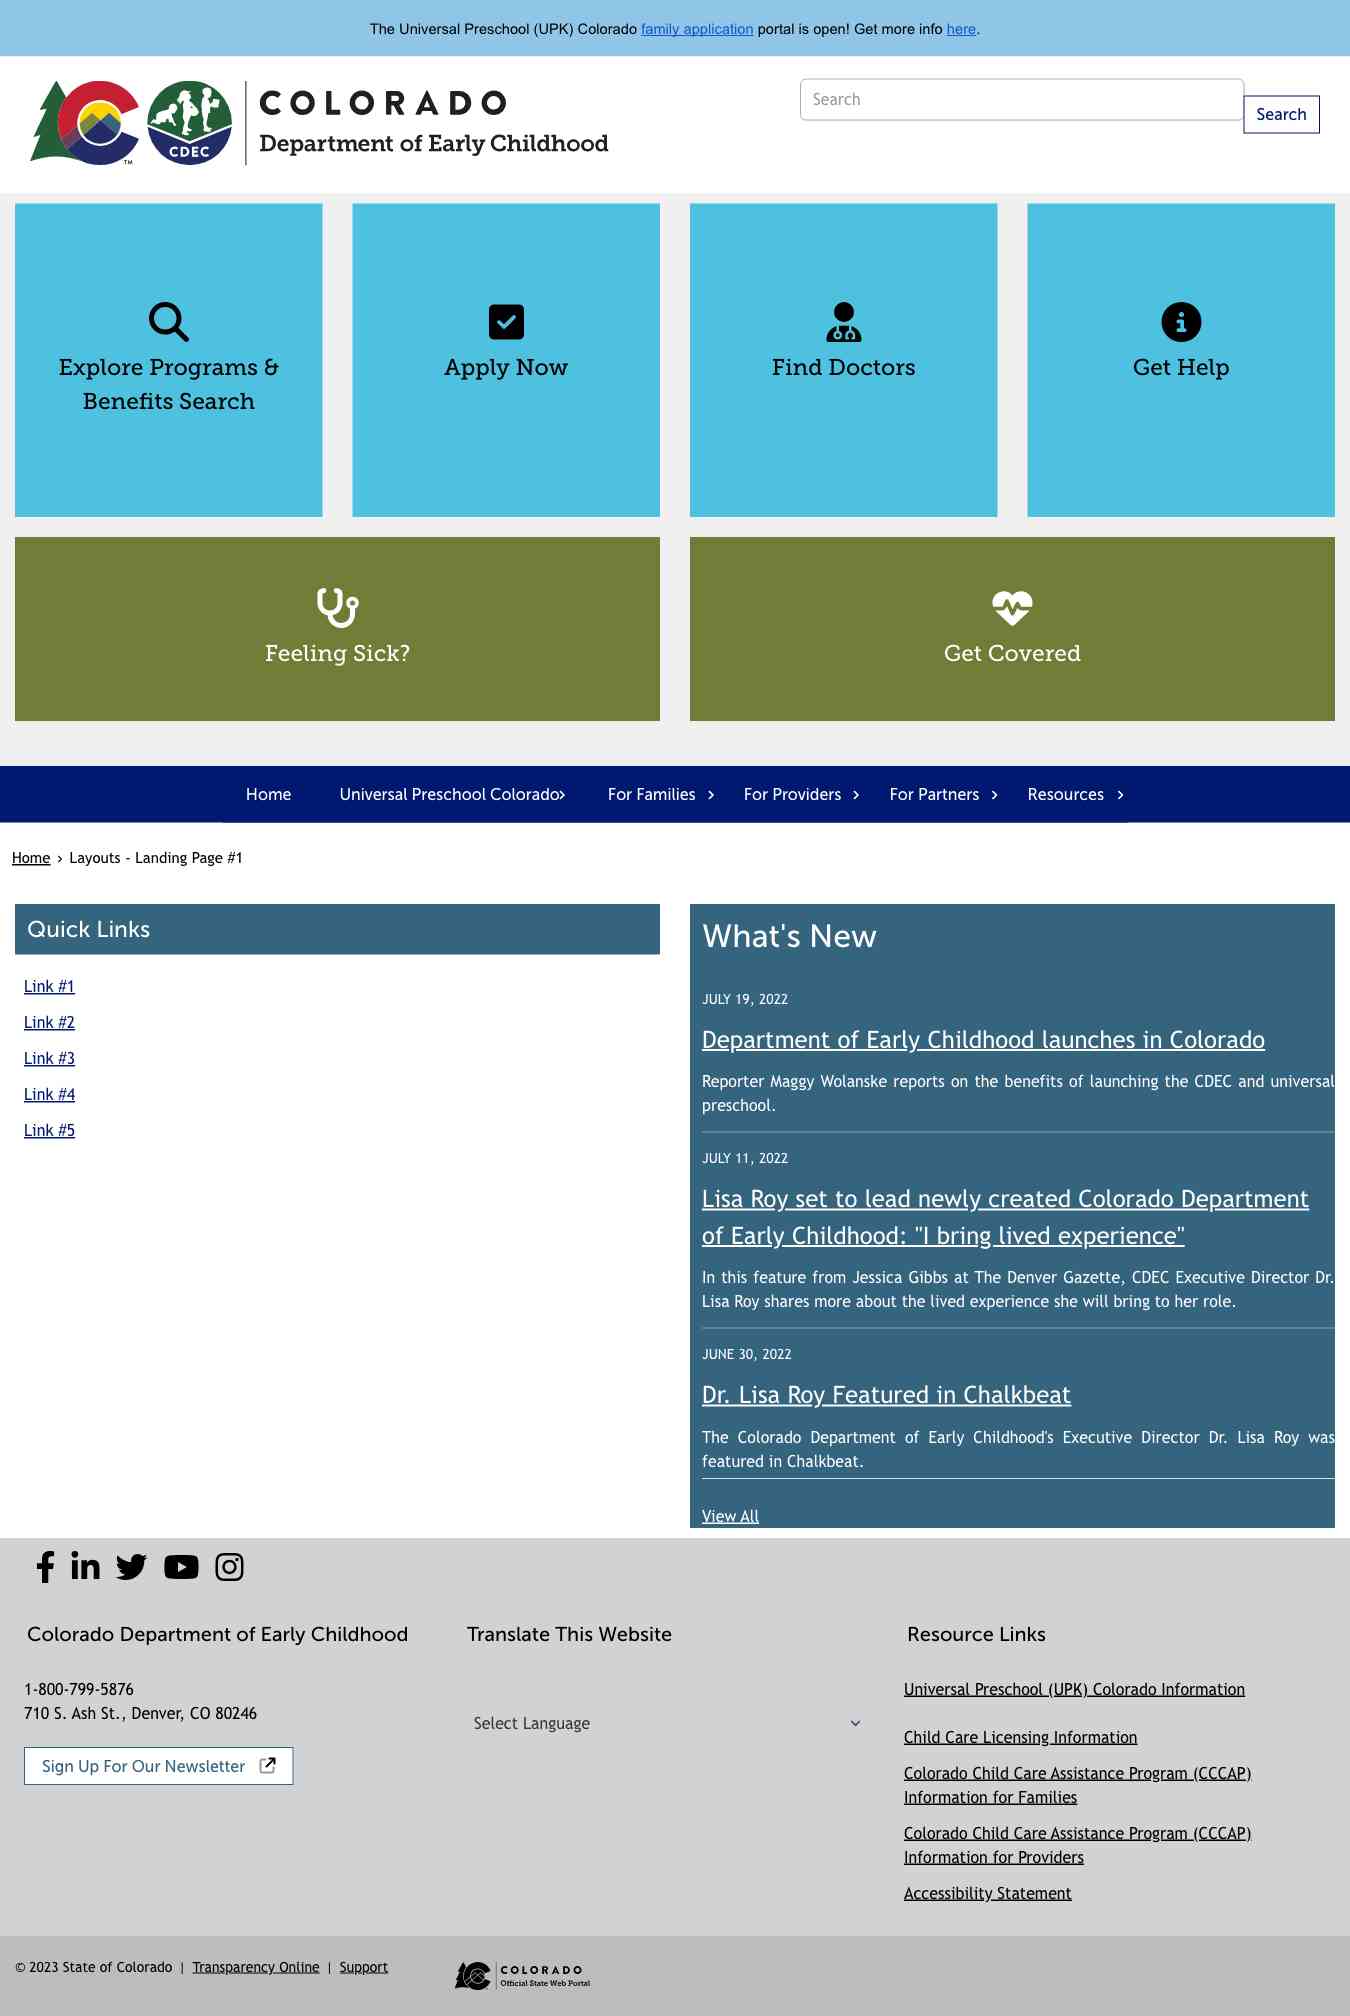 The Universal Preschool (UPK) Colorado family application portal is open! Get more info here.
CDEC
TM
COLORADO
Department of Early Childhood
Search
Search
Explore Programs &
Benefits Search
Apply Now
Find Doctors
Get Help
Feeling Sick?
Get Covered
Home Universal Preschool Colorado› For Families › For Providers › For Partners › Resources ›
Home › Layouts - Landing Page #1
Quick Links
Link #1
Link #2
Link #3
Link #4
Link #5
What's New
JULY 19, 2022
Department of Early Childhood launches in Colorado
Reporter Maggy Wolanske reports on the benefits of launching the CDEC and universal
preschool.
JULY 11, 2022
Lisa Roy set to lead newly created Colorado Department
of Early Childhood: "I bring lived experience"
In this feature from Jessica Gibbs at The Denver Gazette, CDEC Executive Director Dr.
Lisa Roy shares more about the lived experience she will bring to her role.
JUNE 30, 2022
Dr. Lisa Roy Featured in Chalkbeat
The Colorado Department of Early Childhood's Executive Director Dr. Lisa Roy was
featured in Chalkbeat.
View All
Colorado Department of Early Childhood
1-800-799-5876
710 S. Ash St., Denver, CO 80246
Sign Up For Our Newsletter
Translate This Website
Select Language
Resource Links
Universal Preschool (UPK) Colorado Information
Child Care Licensing Information
Colorado Child Care Assistance Program (CCCAP)
Information for Families
Colorado Child Care Assistance Program (CCCAP)
Information for Providers
Accessibility Statement
© 2023 State of Colorado | Transparency Online | Support
COLORADO
Official State Web Portal